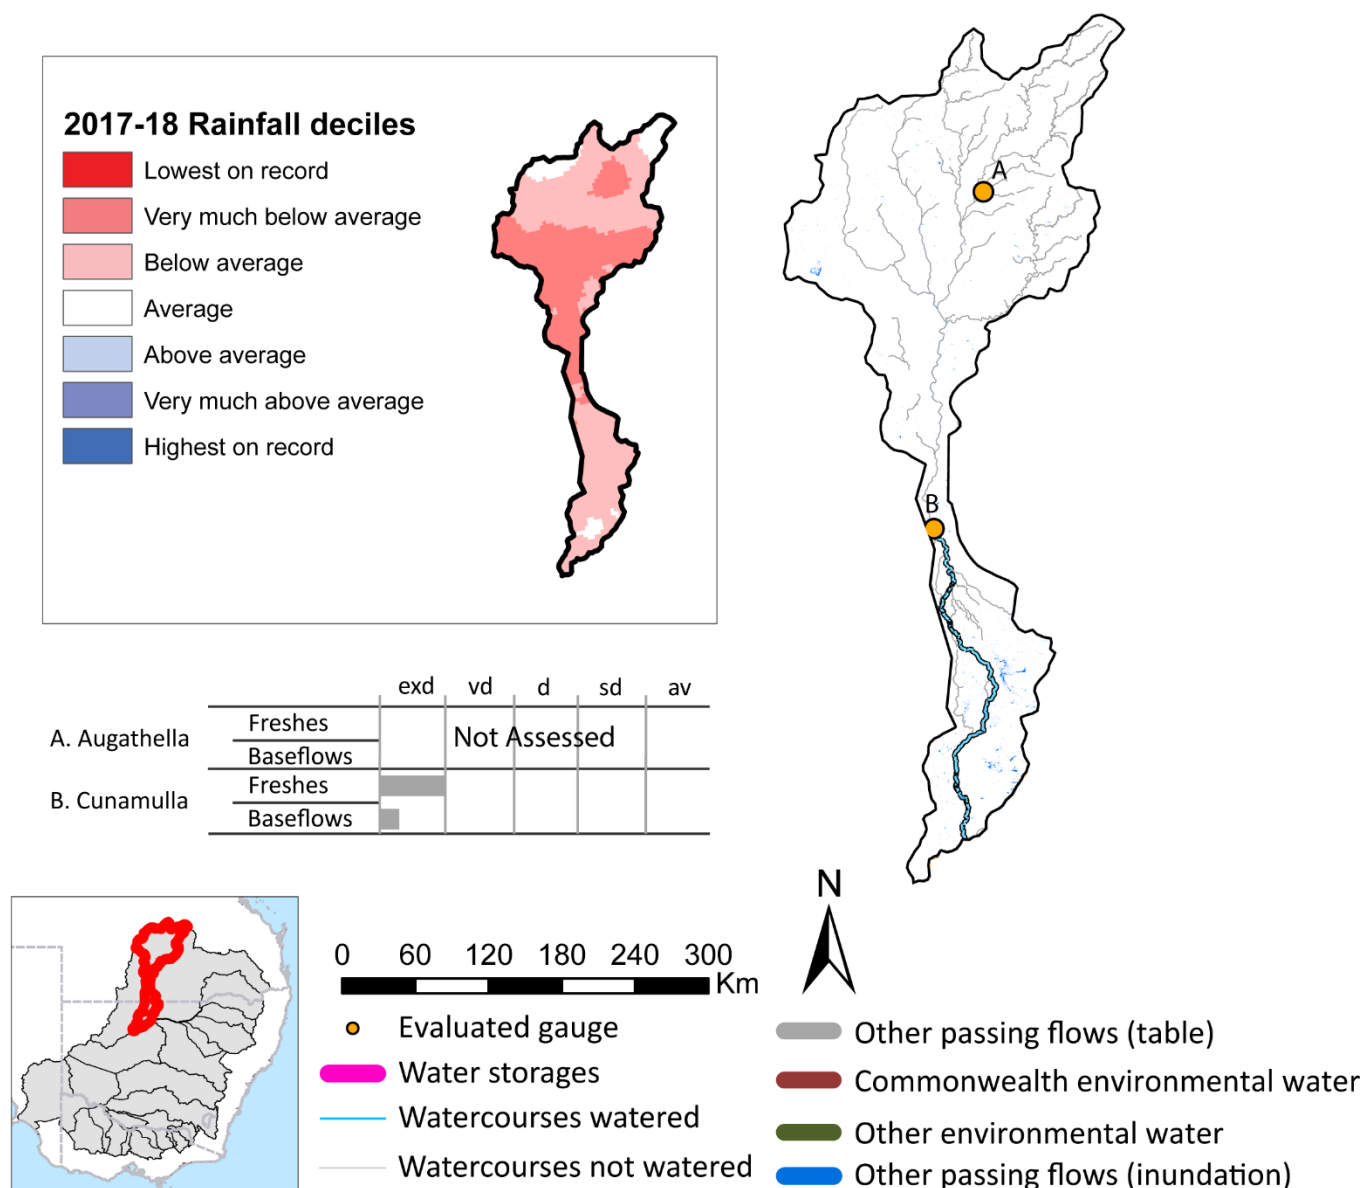 2017-18 Rainfall deciles
Lowest on record
Very much below average
Below average
Average
Above average
Very much above average
Highest on record
A
B
exd vd d sd av
A. Augathella
Freshes
Not Assessed
Baseflows
B. Cunamulla
Freshes
Baseflows
N
0 60 120 180 240 300
Km
Evaluated gauge
Water storages
Watercourses watered
Watercourses not watered
Other passing flows (table)
Commonwealth environmental water
Other environmental water
Other passing flows (inundation)